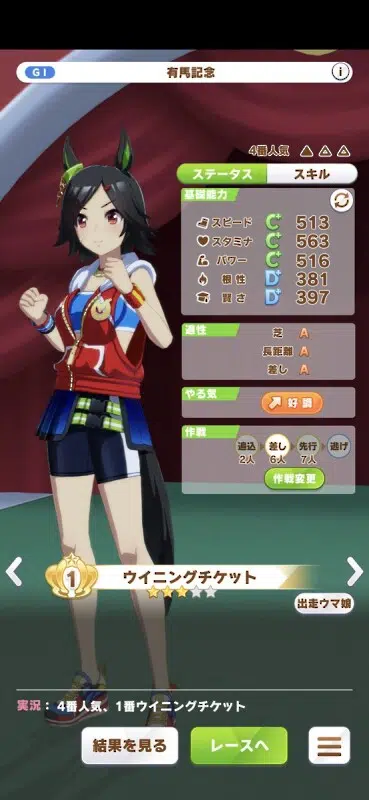 GI 有馬記念 i
4番人気
ステータス スキル
基礎能力
スピード C+ 513
スタミナ C+ 563
パワー C+ 516
根性 D+ 381
賢さ D+ 397
適性
芝 A
長距離 A
差し A
やる気
好調
作戦
追込 差し 先行 逃げ
2人 6人 7人
作戦変更
1 ウイニングチケット
出走ウマ娘
実況： 4番人気、1番ウイニングチケット
結果を見る レースへ